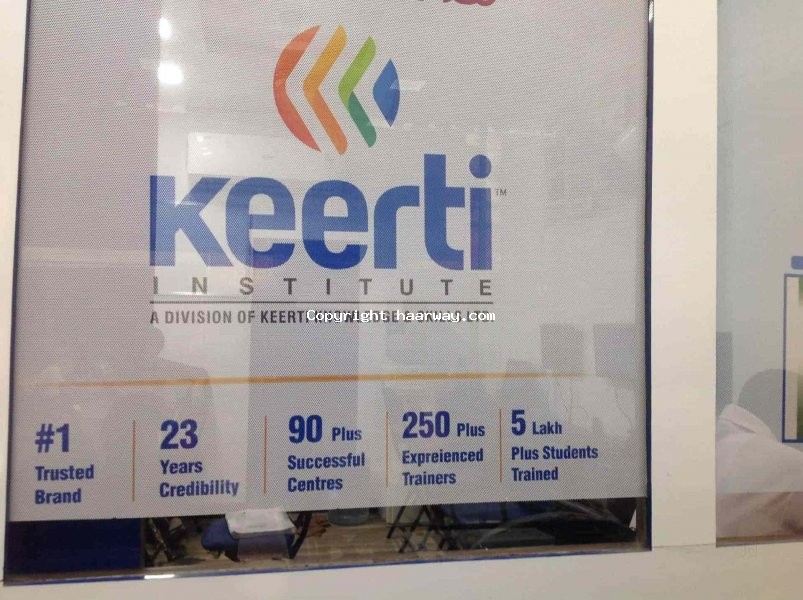 keerti™
INSTITUTE
A DIVISION OF KEERTI
Copyright haarway.com
#1
Trusted
Brand
23
Years
Credibility
90 Plus
Successful
Centres
250 Plus
Expreienced
Trainers
5 Lakh
Plus Students
Trained